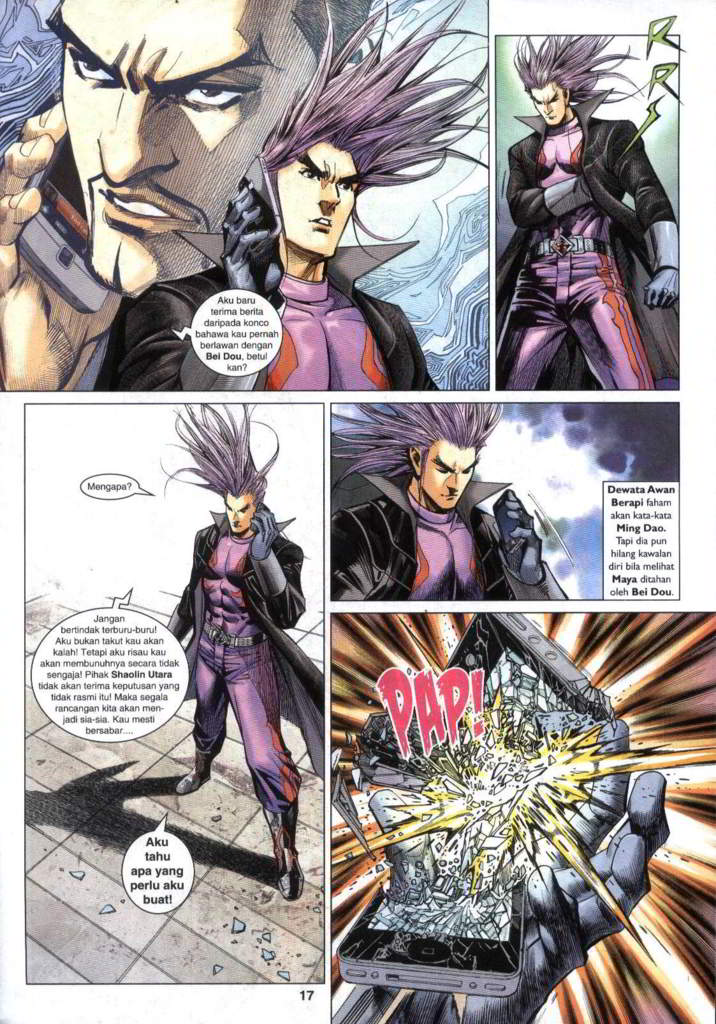 Aku baru
terima berita
daripada konco
bahawa kau pernah
berlawan dengan
Bei Dou, betul
kan?
RRS
Mengapa?
Jangan
bertindak terburu-buru!
Aku bukan takut kau akan
kalah! Tetapi aku risau kau
akan membunuhnya secara tidak
sengaja! Pihak Shaolin Utara
tidak akan terima keputusan yang
tidak rasmi itu! Maka segala
rancangan kita akan men-
jadi sia-sia. Kau mesti
bersabar....
Aku
tahu
apa yang
perlu aku
buat!
Dewata Awan
Berapi faham
akan kata-kata
Ming Dao.
Tapi dia pun
hilang kawalan
diri bila melihat
Maya ditahan
oleh Bei Dou.
PAP!
17